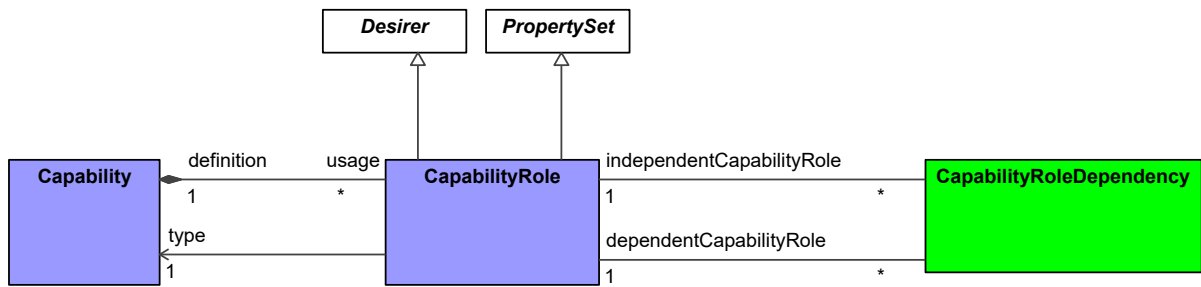 Desirer
PropertySet
definition
usage
independentCapabilityRole
Capability
CapabilityRole
CapabilityRoleDependency
1
*
1
*
type
dependentCapabilityRole
1
1
*